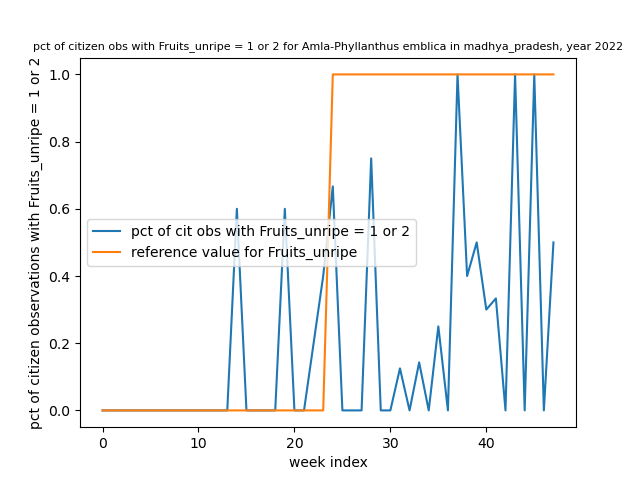 pct of citizen obs with Fruits_unripe = 1 or 2 for Amla-Phyllanthus emblica in madhya_pradesh, year 2022
pct of citizen observations with Fruits_unripe = 1 or 2
1.0
0.8
0.6
0.4
0.2
0.0
pct of cit obs with Fruits_unripe = 1 or 2
reference value for Fruits_unripe
0
10
20
30
40
week index